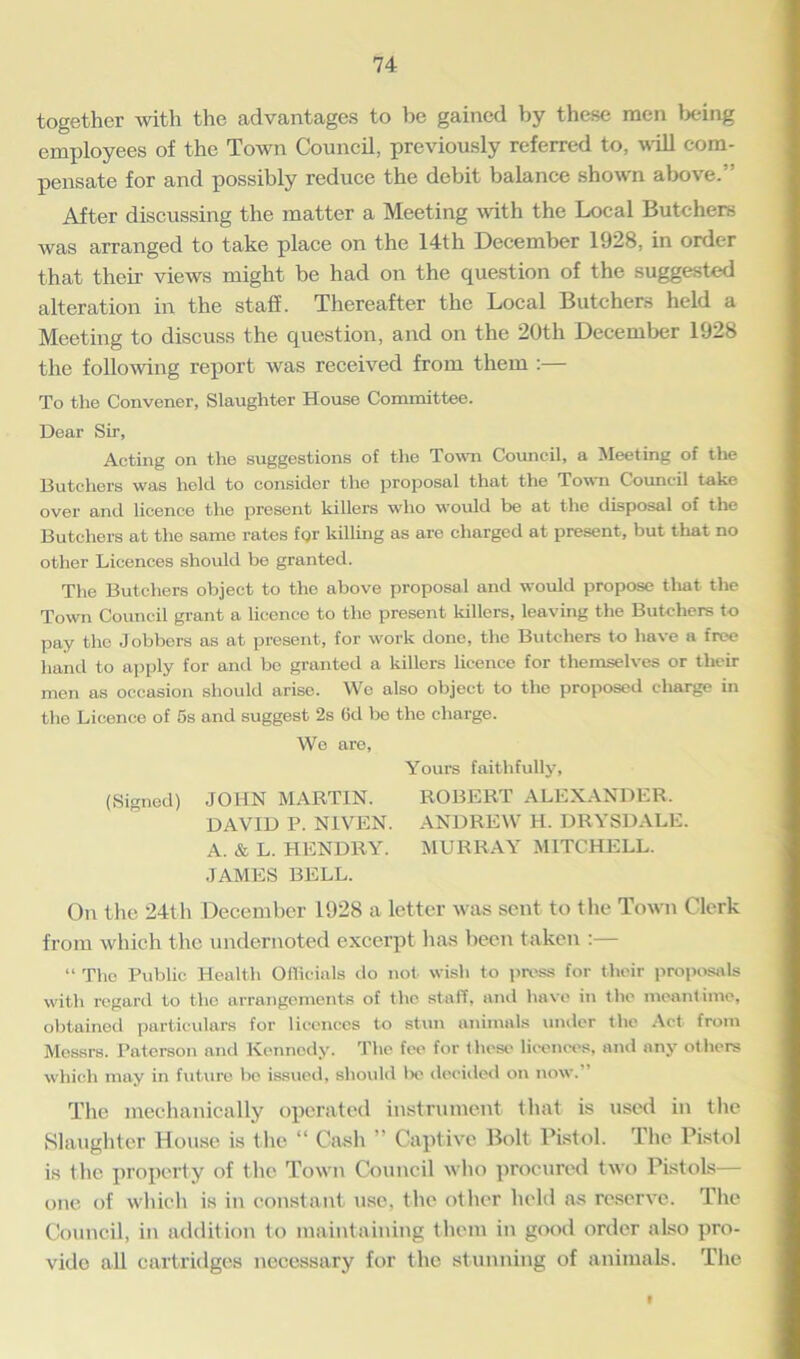 74
together with the advantages to be gained by these men being
employees of the Town Council, previously referred to, will com-
pensate for and possibly reduce the debit balance shown above.”
After discussing the matter a Meeting with the Local Butchers
was arranged to take place on the 14th December 1928, in order
that their views might be had on the question of the suggested
alteration in the staff. Thereafter the Local Butchers held a
Meeting to discuss the question, and on the 20th December 1928
the following report was received from them :—
To the Convener, Slaughter House Committee.
Dear Sir,
Acting on the suggestions of the Town Council, a Meeting of the
Butchers was held to consider the proposal that the Town Council take
over and licence the present killers who would be at the disposal of the
Butchers at the same rates for killing as are charged at present, but that no
other Licences should be granted.
The Butchers object to the above proposal and would propose that the
Town Council grant a licence to the present killers, leaving the Butchers to
pay the Jobbers as at present, for work done, the Butchers to have a free
hand to apply for and be granted a killers licence for themselves or their
men as occasion should arise. We also object to the proposed charge in
the Licence of 5s and suggest 2s 6d be the charge.
We are,
Yours faithfully,
(Signed) JOHN MARTIN. ROBERT ALEXANDER.
DAVID P. NIVEN. ANDREW H. DRYSDALE.
A. & L. HENDRY. MURRAY MITCHELL.
JAMES BELL.
On the 24th December 1928 a letter was sent to the Town Clerk
from which the undernoted excerpt has been taken :—
“ The Public Health Officials do not wish to press for their proposals
with regard to the arrangements of the staff, and have in the meantime,
obtained particulars for licences to stun animals under the Act from
Messrs. Paterson and Kennedy. The fee for these licences, and any others
which may in future be issued, should be decided on now.”
The mechanically operated instrument that is used in the
Slaughter House is the “ Cash ” Captive Bolt Pistol. The Pistol
is the property of the Town Council who procured two Pistols—
one of which is in constant use, the other held as reserve. The
Council, in addition to maintaining them in good order also pro-
vide all cartridges necessary for the stunning of animals. The